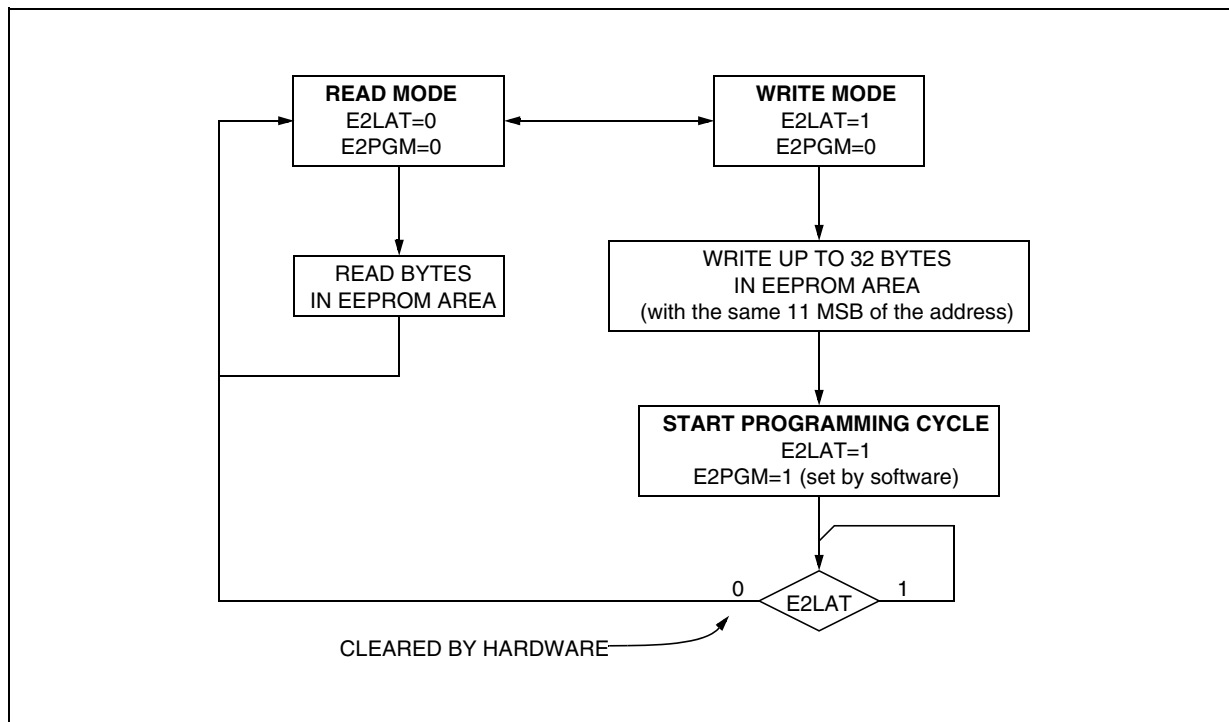 READ MODE
E2LAT=0
E2PGM=0
WRITE MODE
E2LAT=1
E2PGM=0
READ BYTES
IN EEPROM AREA
WRITE UP TO 32 BYTES
IN EEPROM AREA
(with the same 11 MSB of the address)
START PROGRAMMING CYCLE
E2LAT=1
E2PGM=1 (set by software)
0
E2LAT
1
CLEARED BY HARDWARE